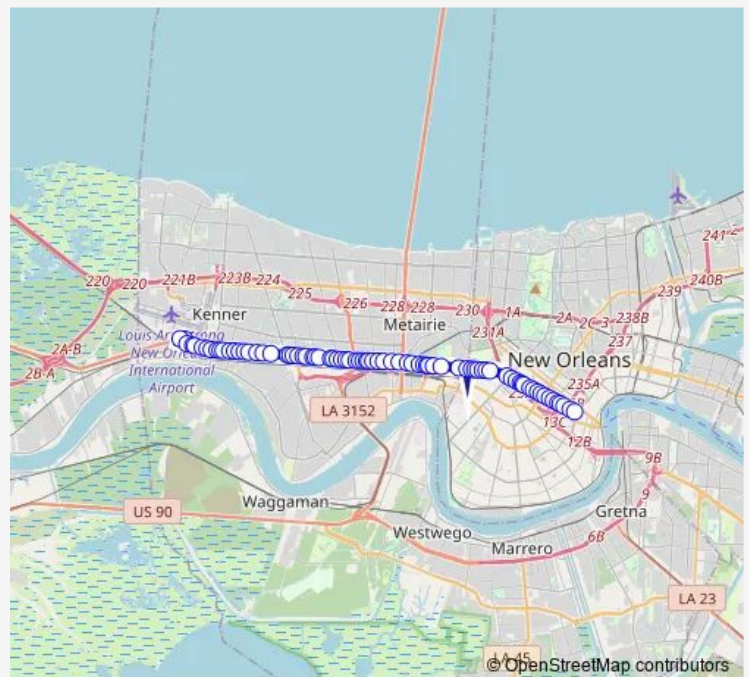 241
220
220
221B
223B
224
240B
239
225
226
228
228
230
1A
2A
2C
3
238B
Kenner
Metairie
231A
237
2A-B
2B-A
Louis Armstrong
New Orleans
International
Airport
New Orleans
235A
LA 3152
13C
12B
9B
9
Waggaman
US 90
Gretna
Westwego
6B
Marrero
LA 23
LA 45
© OpenStreetMap contributors